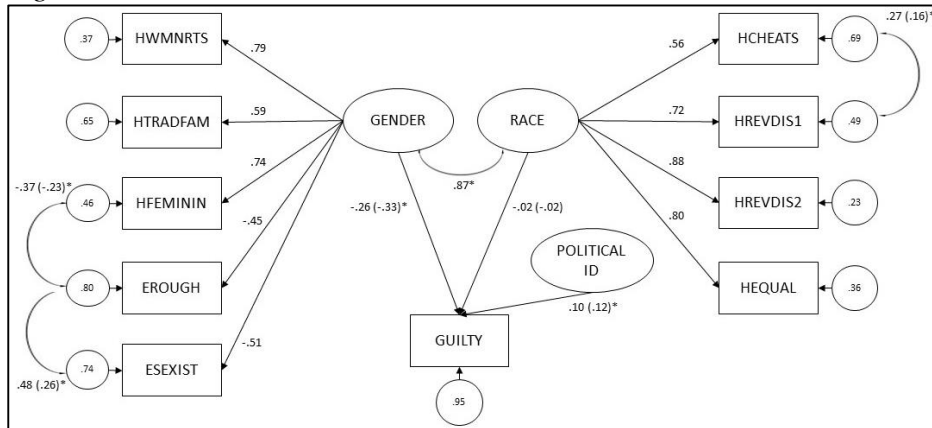 .37
HWMNRTS
.79
.65
HTRADFAM
.59
-.37 (-.23)*
.46
HFEMININ
.74
.80
EROUGH
-.45
.48 (.26)*
.74
ESEXIST
-.51
GENDER
RACE
.87*
-.26 (-.33)*
-.02 (-.02)
POLITICAL
ID
.10 (.12)*
GUILTY
.95
.56
HCHEATS
.69
.27 (.16)*
.72
HREVDIS1
.49
.88
HREVDIS2
.23
.80
HEQUAL
.36